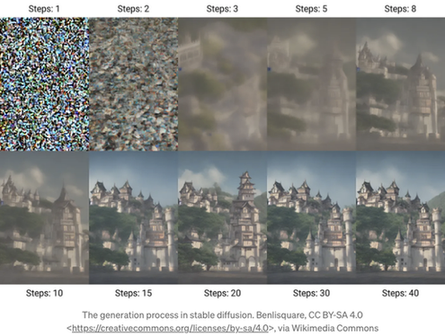 Steps: 1 Steps: 2 Steps: 3 Steps: 5 Steps: 8
Steps: 10 Steps: 15 Steps: 20 Steps: 30 Steps: 40
The generation process in stable diffusion. Benlisquare, CC BY-SA 4.0
<https://creativecommons.org/licenses/by-sa/4.0>, via Wikimedia Commons